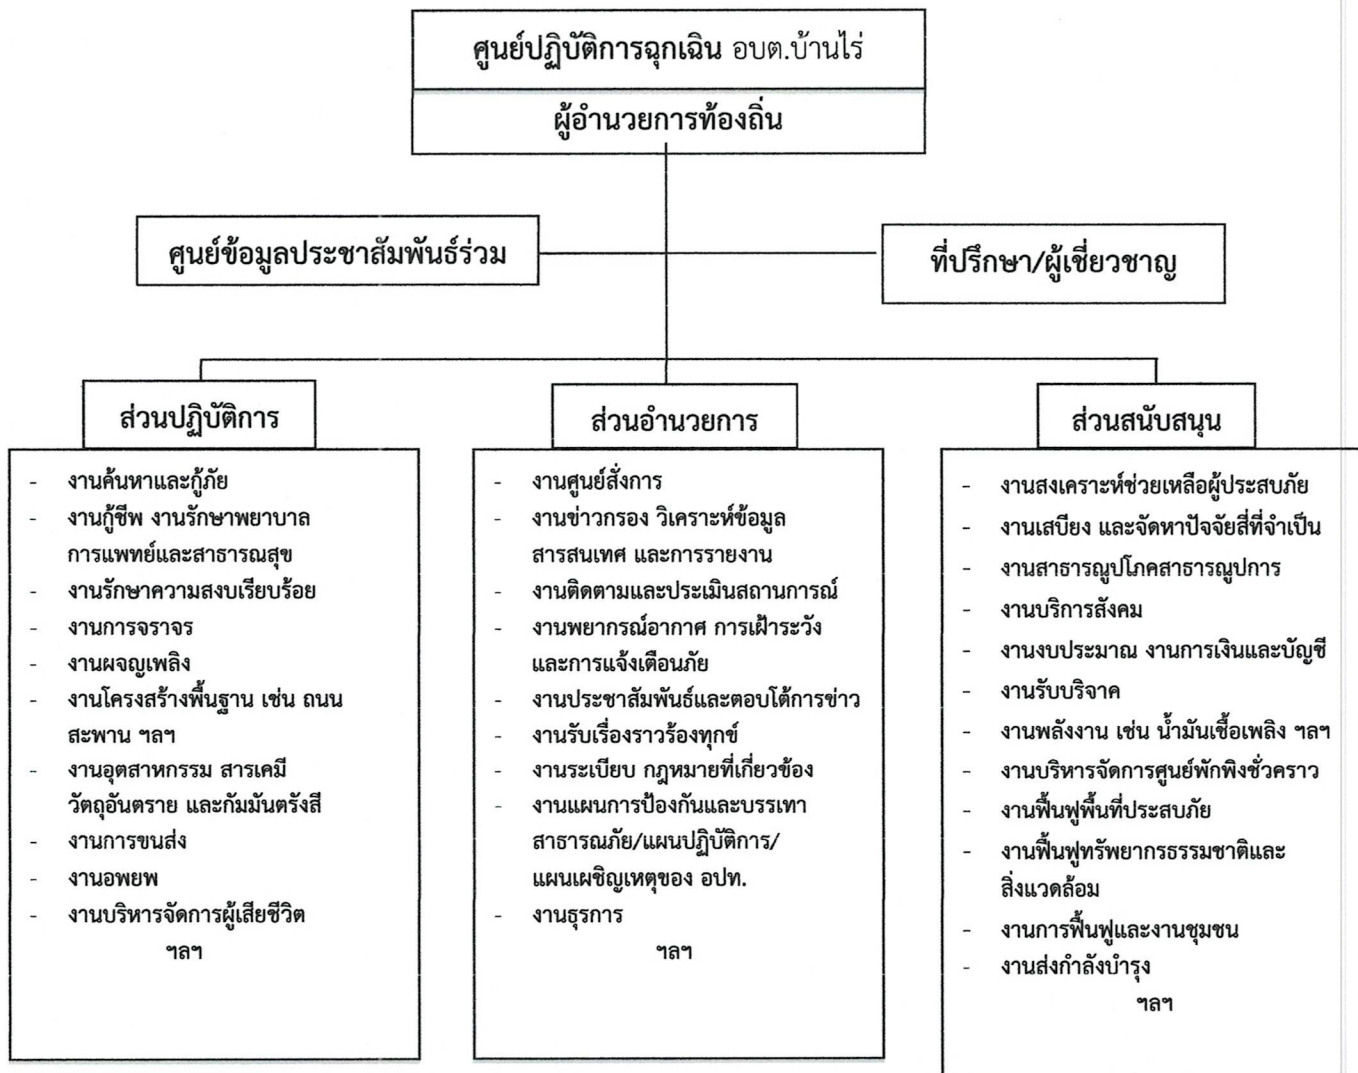 ศูนย์ปฏิบัติการฉุกเฉิน อบต.บ้านไร่
ผู้อำนวยการท้องถิ่น
ศูนย์ข้อมูลประชาสัมพันธ์ร่วม
ที่ปรึกษา/ผู้เชี่ยวชาญ
ส่วนปฏิบัติการ
- งานค้นหาและกู้ภัย
- งานกู้ชีพ งานรักษาพยาบาล
การแพทย์และสาธารณสุข
- งานรักษาความสงบเรียบร้อย
- งานการจราจร
- งานผจญเพลิง
- งานโครงสร้างพื้นฐาน เช่น ถนน
สะพาน ฯลฯ
- งานอุตสาหกรรม สารเคมี
วัตถุอันตราย และกัมมันตรังสี
- งานการขนส่ง
- งานอพยพ
- งานบริหารจัดการผู้เสียชีวิต
ฯลฯ
ส่วนอำนวยการ
- งานศูนย์สั่งการ
- งานข่าวกรอง วิเคราะห์ข้อมูล
สารสนเทศ และการรายงาน
- งานติดตามและประเมินสถานการณ์
- งานพยากรณ์อากาศ การเฝ้าระวัง
และการแจ้งเตือนภัย
- งานประชาสัมพันธ์และตอบโต้การข่าว
- งานรับเรื่องราวร้องทุกข์
- งานระเบียบ กฎหมายที่เกี่ยวข้อง
- งานแผนการป้องกันและบรรเทา
สาธารณภัย/แผนปฏิบัติการ/
แผนเผชิญเหตุของ อปท.
- งานธุรการ
ฯลฯ
ส่วนสนับสนุน
- งานสงเคราะห์ช่วยเหลือผู้ประสบภัย
- งานเสบียง และจัดหาปัจจัยสี่ที่จำเป็น
- งานสาธารณูปโภคสาธารณูปการ
- งานบริการสังคม
- งานงบประมาณ งานการเงินและบัญชี
- งานรับบริจาค
- งานพลังงาน เช่น น้ำมันเชื้อเพลิง ฯลฯ
- งานบริหารจัดการศูนย์พักพิงชั่วคราว
- งานฟื้นฟูพื้นที่ประสบภัย
- งานฟื้นฟูทรัพยากรธรรมชาติและ
สิ่งแวดล้อม
- งานการฟื้นฟูและงานชุมชน
- งานส่งกำลังบำรุง
ฯลฯ